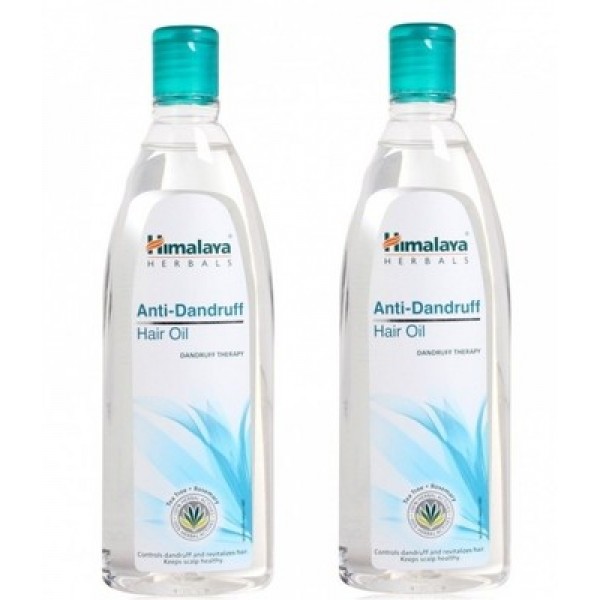 Himalaya®
HERBALS
Anti-Dandruff
Hair Oil
DANDRUFF THERAPY
Tea Tree • Rosemary
Controls dandruff and revitalizes hair
Keeps scalp healthy
Himalaya®
HERBALS
Anti-Dandruff
Hair Oil
DANDRUFF THERAPY
Tea Tree • Rosemary
Controls dandruff and revitalizes hair
Keeps scalp healthy